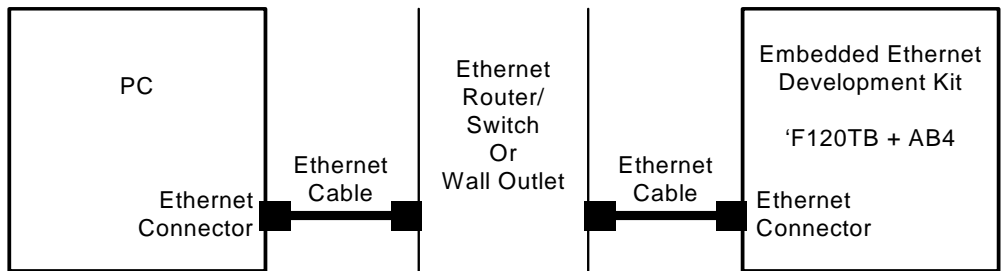 PC
Ethernet
Connector
Ethernet
Cable
Ethernet
Router/
Switch
Or
Wall Outlet
Ethernet
Cable
Embedded Ethernet
Development Kit
‘F120TB + AB4
Ethernet
Connector